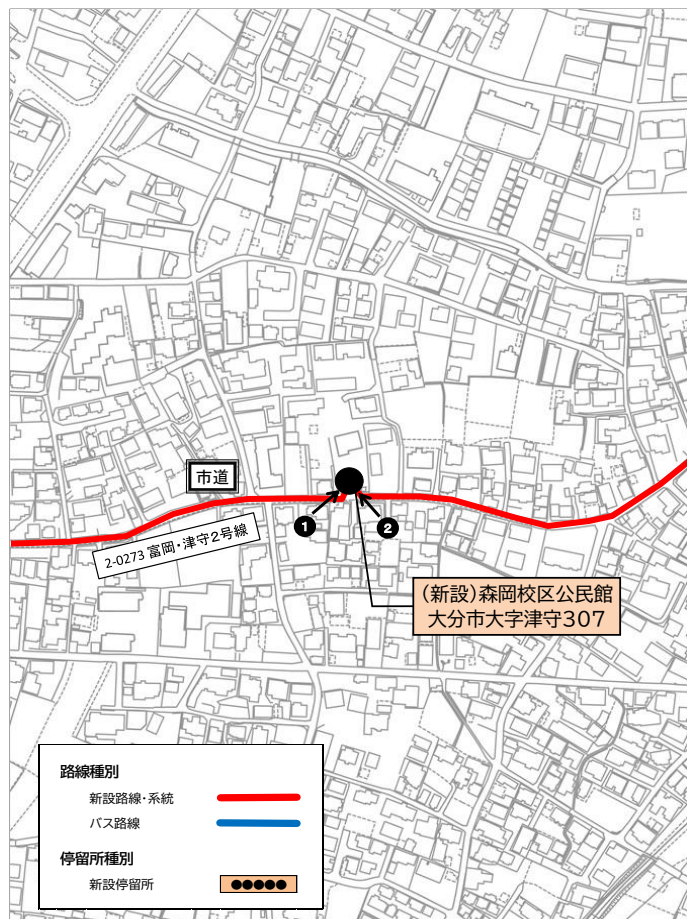 市道
❶
❷
2-0273 富岡・津守2号線
(新設)森岡校区公民館
大分市大字津守307
路線種別
新設路線・系統
バス路線
停留所種別
新設停留所
●●●●●